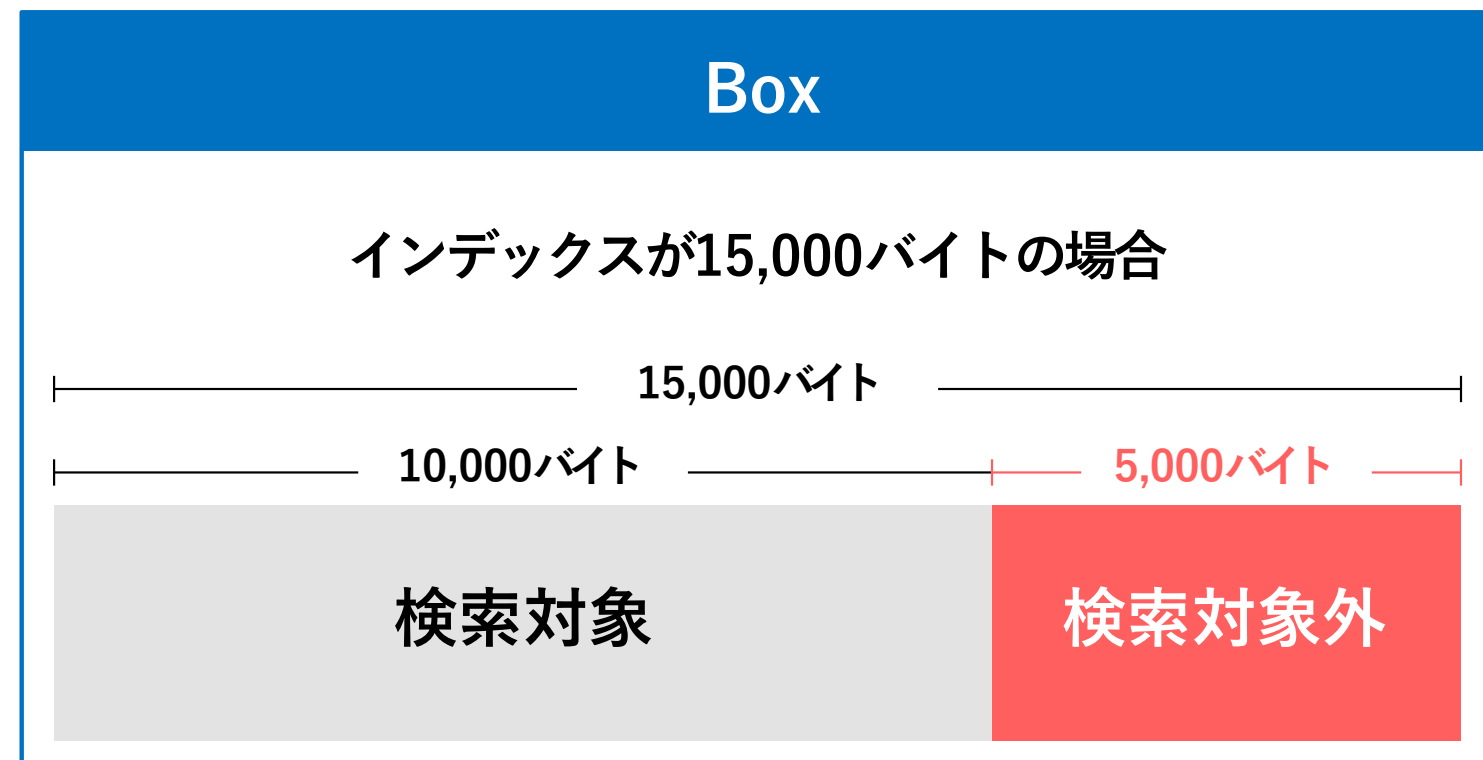 Box
インデックスが15,000バイトの場合
15,000バイト
10,000バイト
5,000バイト
検索対象
検索対象外